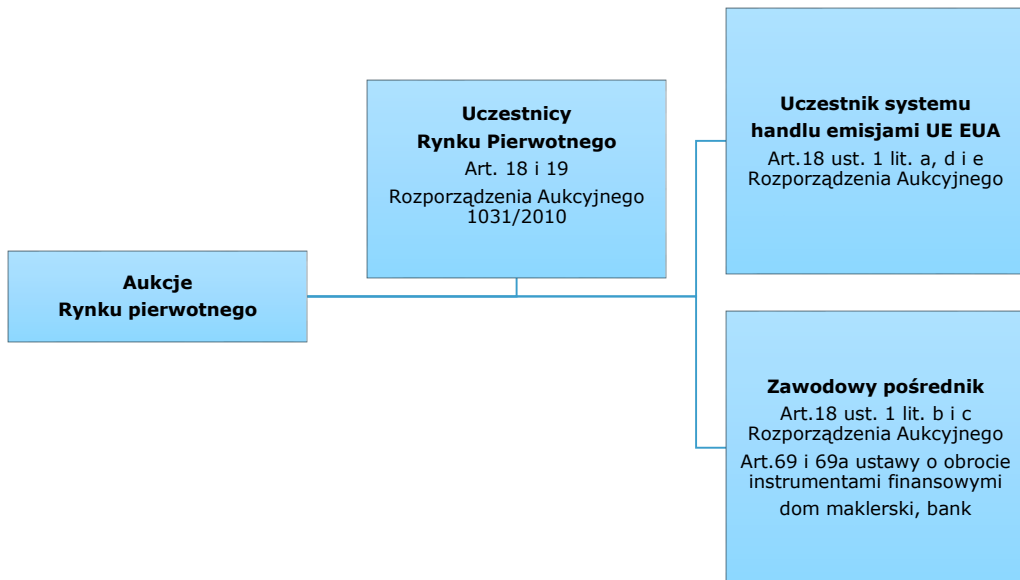 Aukcje
Rynku pierwotnego
Uczestnicy
Rynku Pierwotnego
Art. 18 i 19
Rozporządzenia Aukcyjnego
1031/2010
Uczestnik systemu
handlu emisjami UE EUA
Art.18 ust. 1 lit. a, d i e
Rozporządzenia Aukcyjnego
Zawodowy pośrednik
Art.18 ust. 1 lit. b i c
Rozporządzenia Aukcyjnego
Art.69 i 69a ustawy o obrocie
instrumentami finansowymi
dom maklerski, bank